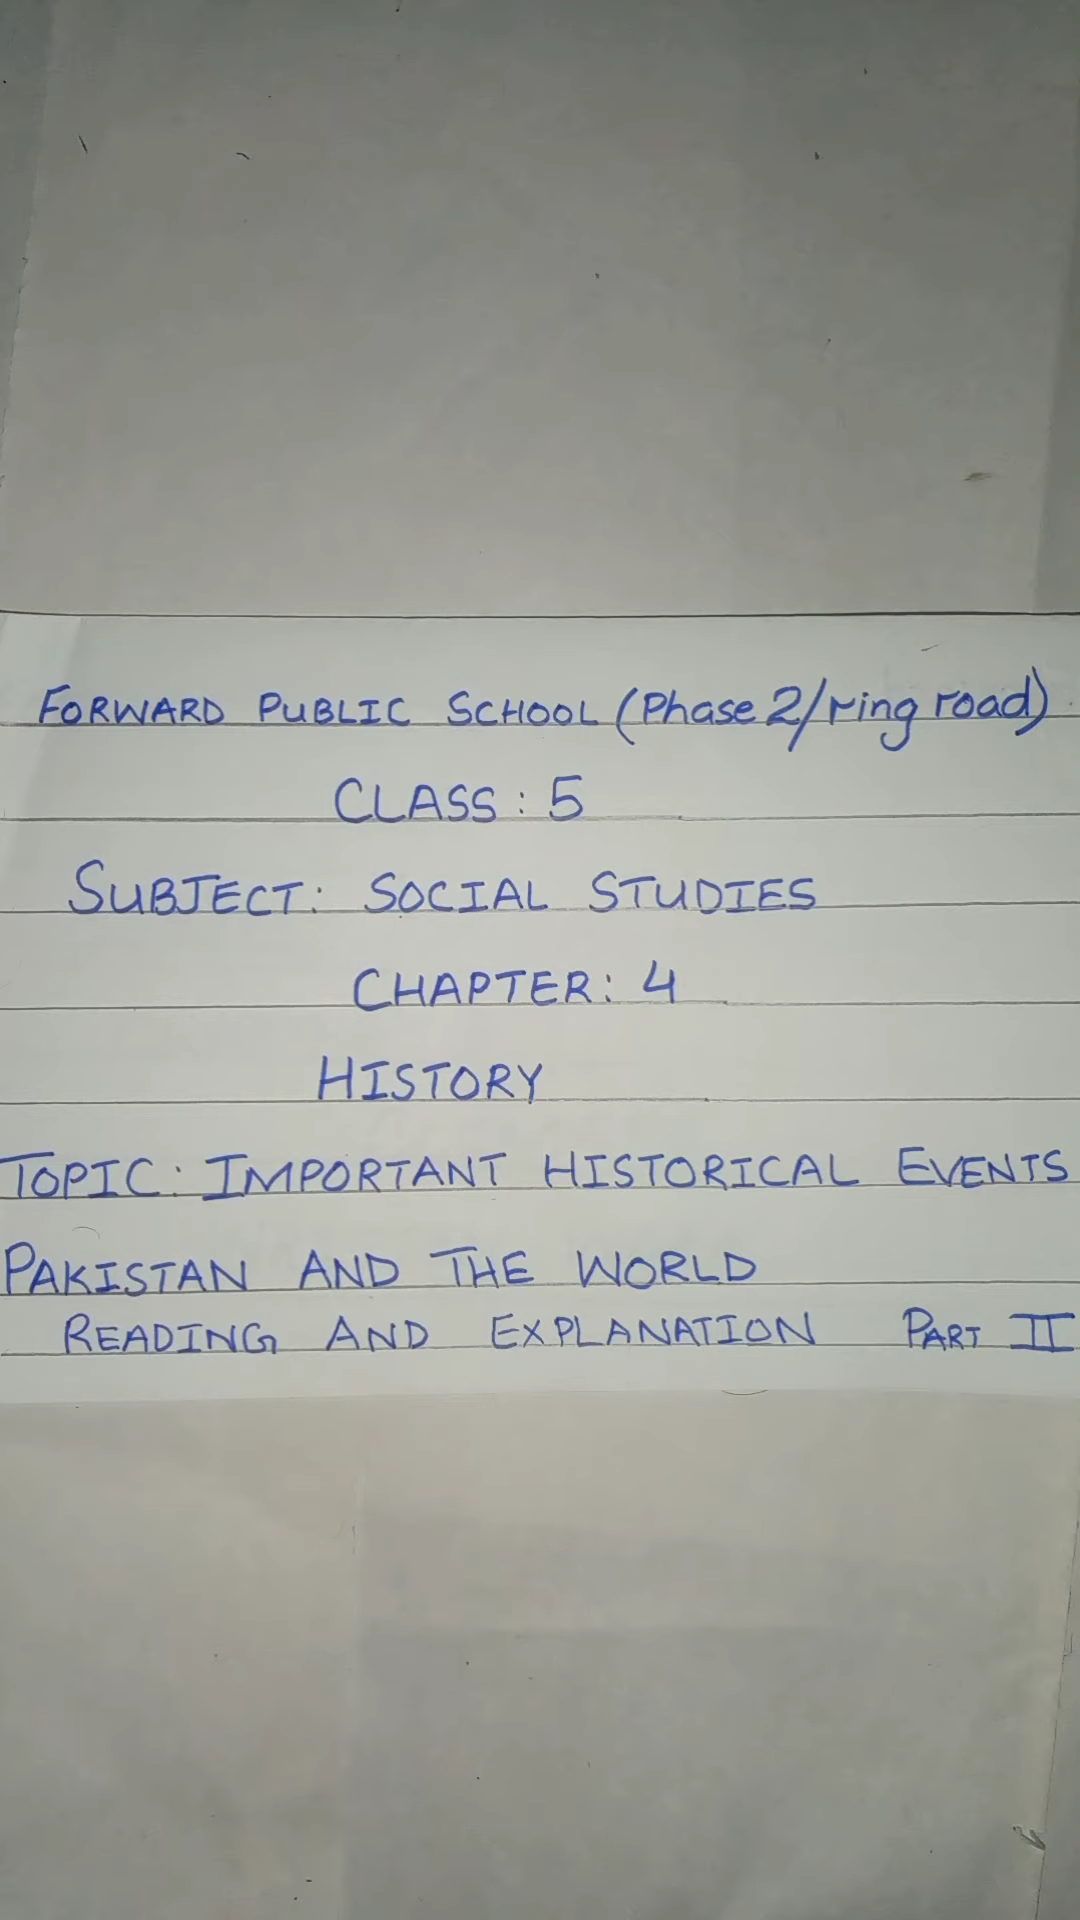 FORWARD PUBLIC SCHOOL (Phase 2/ring road)
CLASS: 5
SUBJECT: SOCIAL STUDIES
CHAPTER: 4
HISTORY
TOPIC: IMPORTANT HISTORICAL EVENTS
PAKISTAN AND THE WORLD
READING AND EXPLANATION PART II